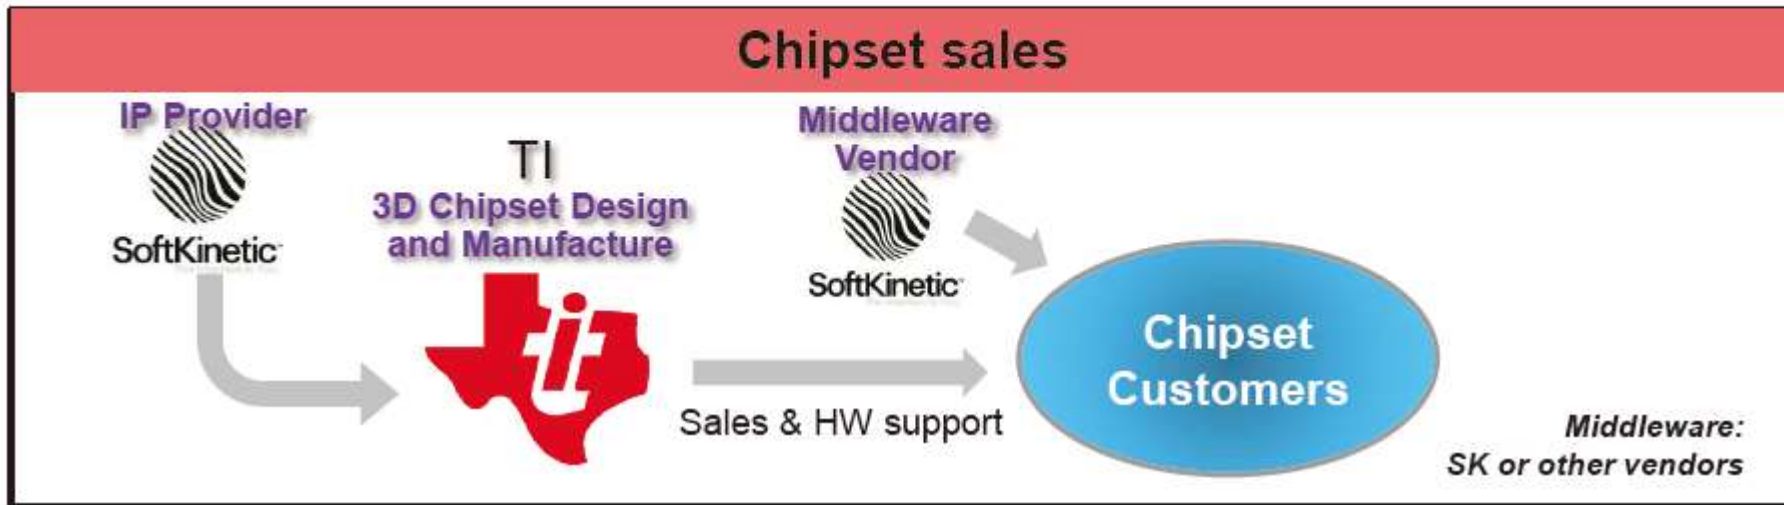 Chipset sales
IP Provider
SoftKinetic
TI
3D Chipset Design
and Manufacture
Middleware
Vendor
SoftKinetic
Sales & HW support
Chipset
Customers
Middleware:
SK or other vendors